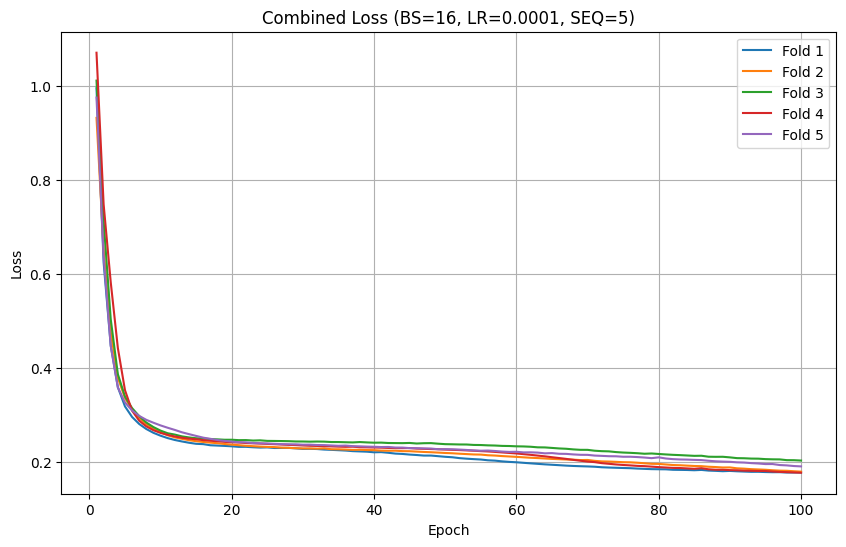 Combined Loss (BS=16, LR=0.0001, SEQ=5)
Fold 1
Fold 2
Fold 3
Fold 4
Fold 5
Loss
1.0
0.8
0.6
0.4
0.2
0 20 40 60 80 100
Epoch